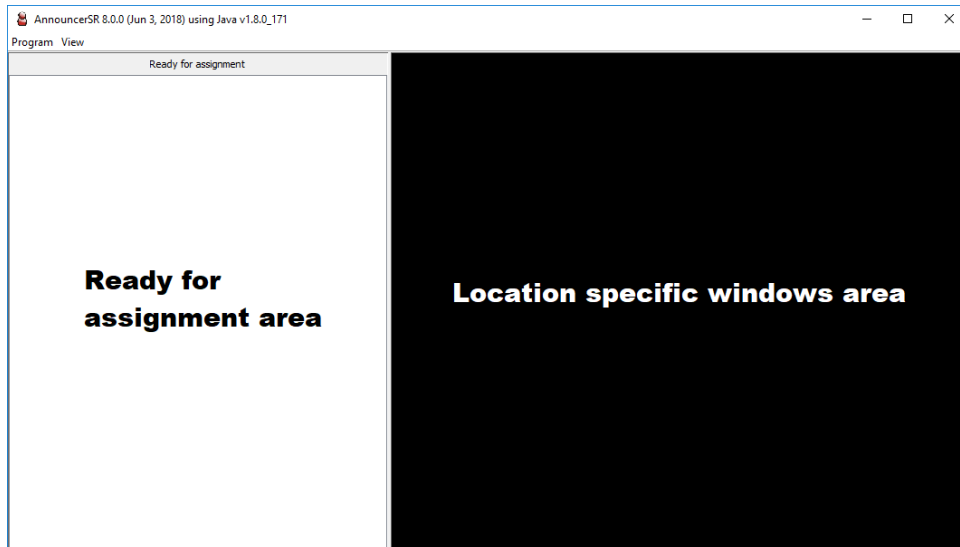 AnnouncerSR 8.0.0 (Jun 3, 2018) using Java v1.8.0_171
Program View
Ready for assignment
Ready for
assignment area
Location specific windows area